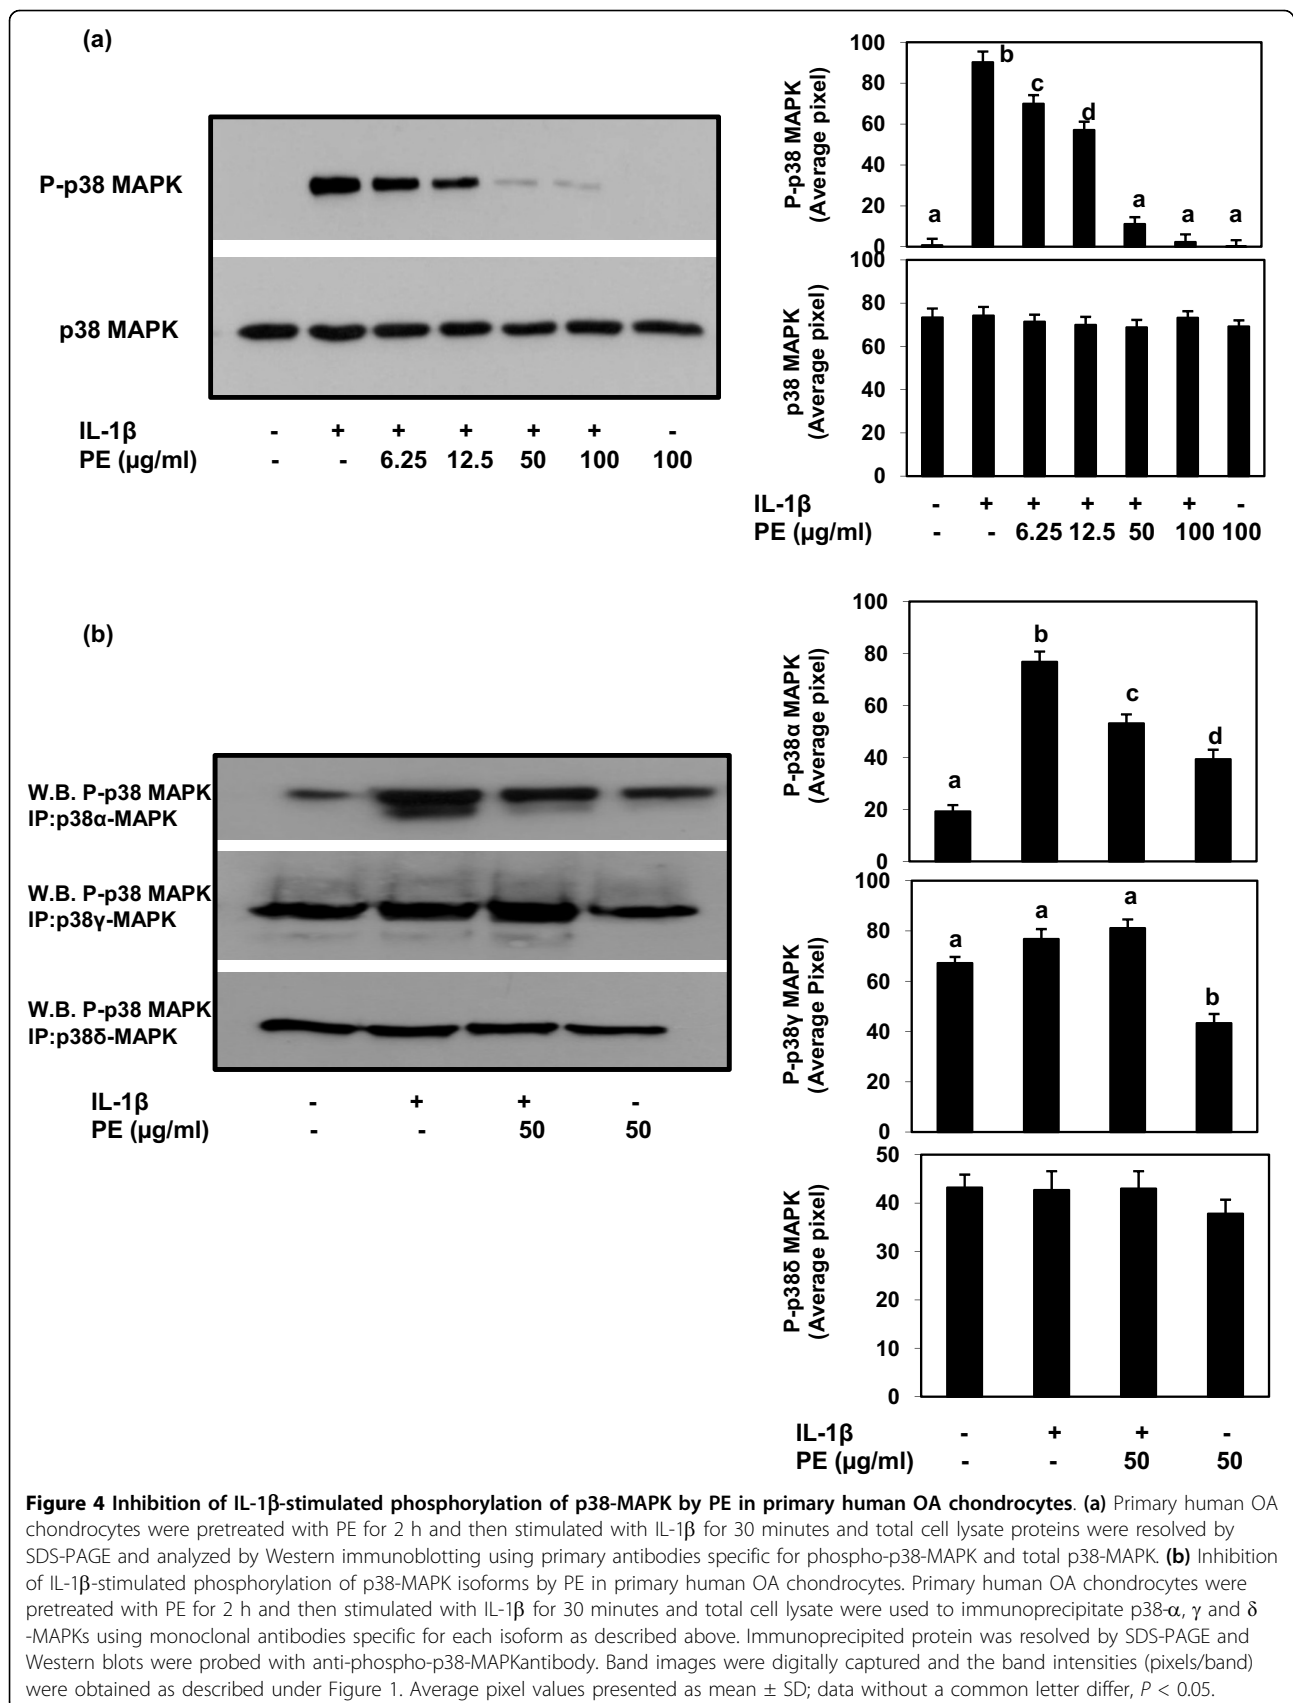 (a)
P-p38 MAPK
p38 MAPK
IL-1β - + + + + + -
PE (µg/ml) - - 6.25 12.5 50 100 100
P-p38 MAPK
(Average pixel)
100
80
60
40
20
0
a b c d a a a
p38 MAPK
(Average pixel)
100
80
60
40
20
0
IL-1β - + + + + + -
PE (µg/ml) - - 6.25 12.5 50 100 100
(b)
W.B. P-p38 MAPK
IP:p38α-MAPK
W.B. P-p38 MAPK
IP:p38γ-MAPK
W.B. P-p38 MAPK
IP:p38δ-MAPK
IL-1β - + + -
PE (µg/ml) - - 50 50
P-p38α MAPK
(Average pixel)
100
80
60
40
20
0
a b c d
P-p38γ MAPK
(Average Pixel)
100
80
60
40
20
0
a a a b
P-p38δ MAPK
(Average pixel)
50
40
30
20
10
0
IL-1β - + + -
PE (µg/ml) - - 50 50
Figure 4 Inhibition of IL-1β-stimulated phosphorylation of p38-MAPK by PE in primary human OA chondrocytes. (a) Primary human OA
chondrocytes were pretreated with PE for 2 h and then stimulated with IL-1β for 30 minutes and total cell lysate proteins were resolved by
SDS-PAGE and analyzed by Western immunoblotting using primary antibodies specific for phospho-p38-MAPK and total p38-MAPK. (b) Inhibition
of IL-1β-stimulated phosphorylation of p38-MAPK isoforms by PE in primary human OA chondrocytes. Primary human OA chondrocytes were
pretreated with PE for 2 h and then stimulated with IL-1β for 30 minutes and total cell lysate were used to immunoprecipitate p38-α, γ and δ
-MAPKs using monoclonal antibodies specific for each isoform as described above. Immunoprecipited protein was resolved by SDS-PAGE and
Western blots were probed with anti-phospho-p38-MAPKantibody. Band images were digitally captured and the band intensities (pixels/band)
were obtained as described under Figure 1. Average pixel values presented as mean ± SD; data without a common letter differ, P < 0.05.